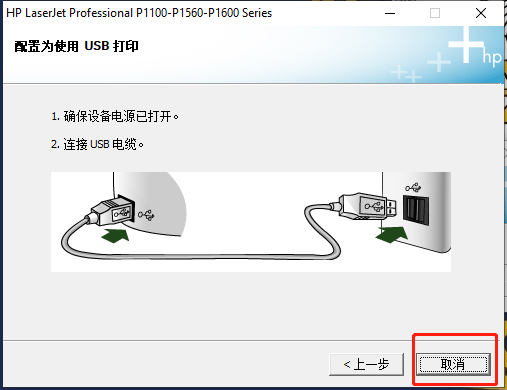 HP LaserJet Professional P1100-P1560-P1600 Series
配置为使用 USB 打印
hp
1. 确保设备电源已打开。
2. 连接 USB 电缆。
< 上一步
取消